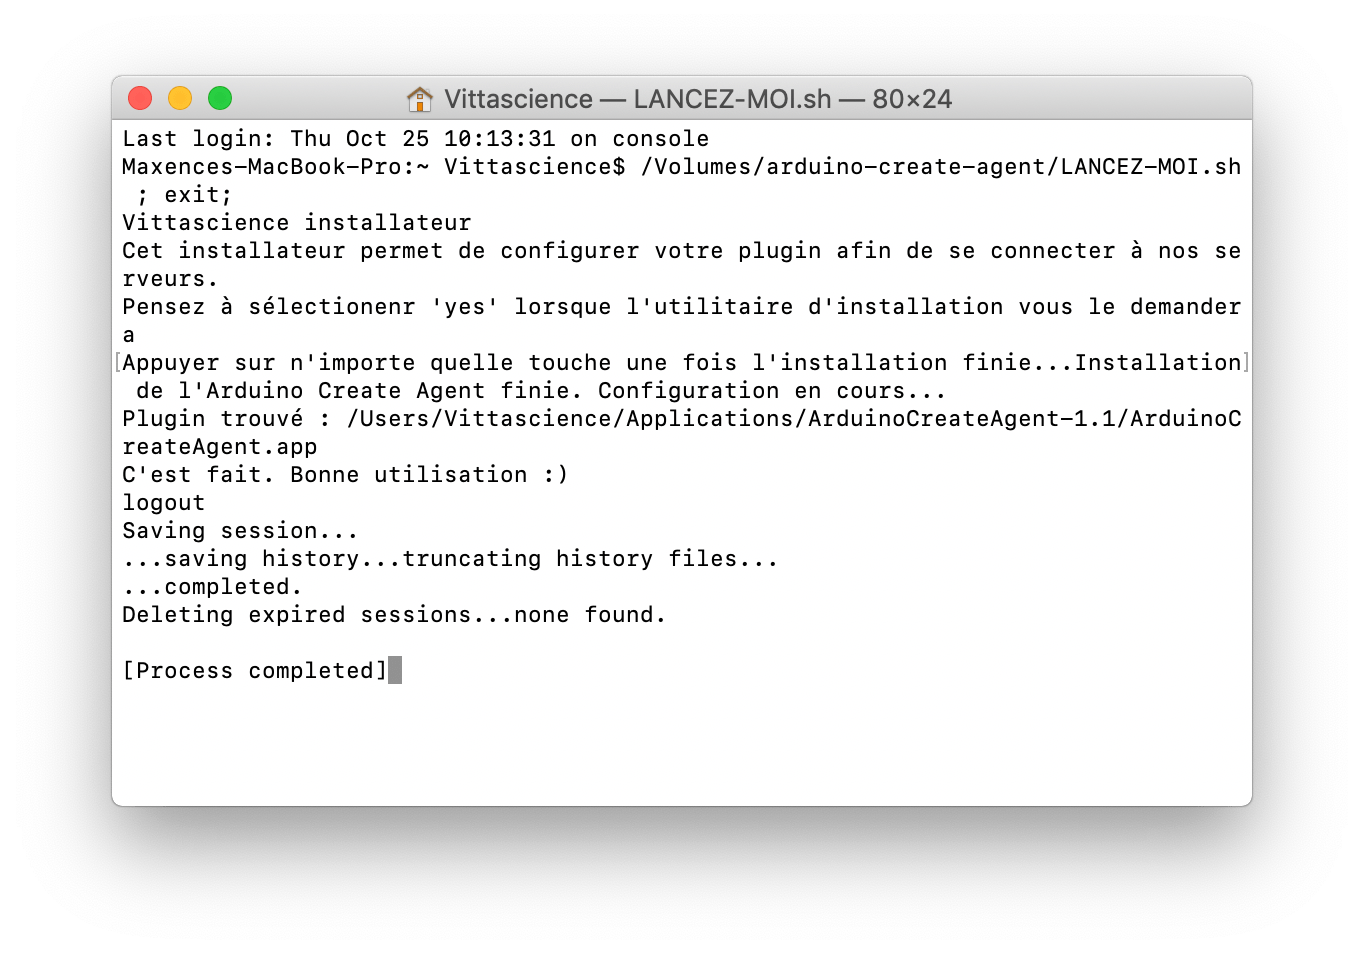 Vittascience — LANCEZ-MOI.sh — 80×24
Last login: Thu Oct 25 10:13:31 on console
Maxences-MacBook-Pro:~ Vittascience$ /Volumes/arduino-create-agent/LANCEZ-MOI.sh
 ; exit;
Vittascience installateur
Cet installateur permet de configurer votre plugin afin de se connecter à nos se
rveurs.
Pensez à sélectionenr 'yes' lorsque l'utilitaire d'installation vous le demander
a
[Appuyer sur n'importe quelle touche une fois l'installation finie...Installation]
 de l'Arduino Create Agent finie. Configuration en cours...
Plugin trouvé : /Users/Vittascience/Applications/ArduinoCreateAgent-1.1/ArduinoC
reateAgent.app
C'est fait. Bonne utilisation :)
logout
Saving session...
...saving history...truncating history files...
...completed.
Deleting expired sessions...none found.

[Process completed]